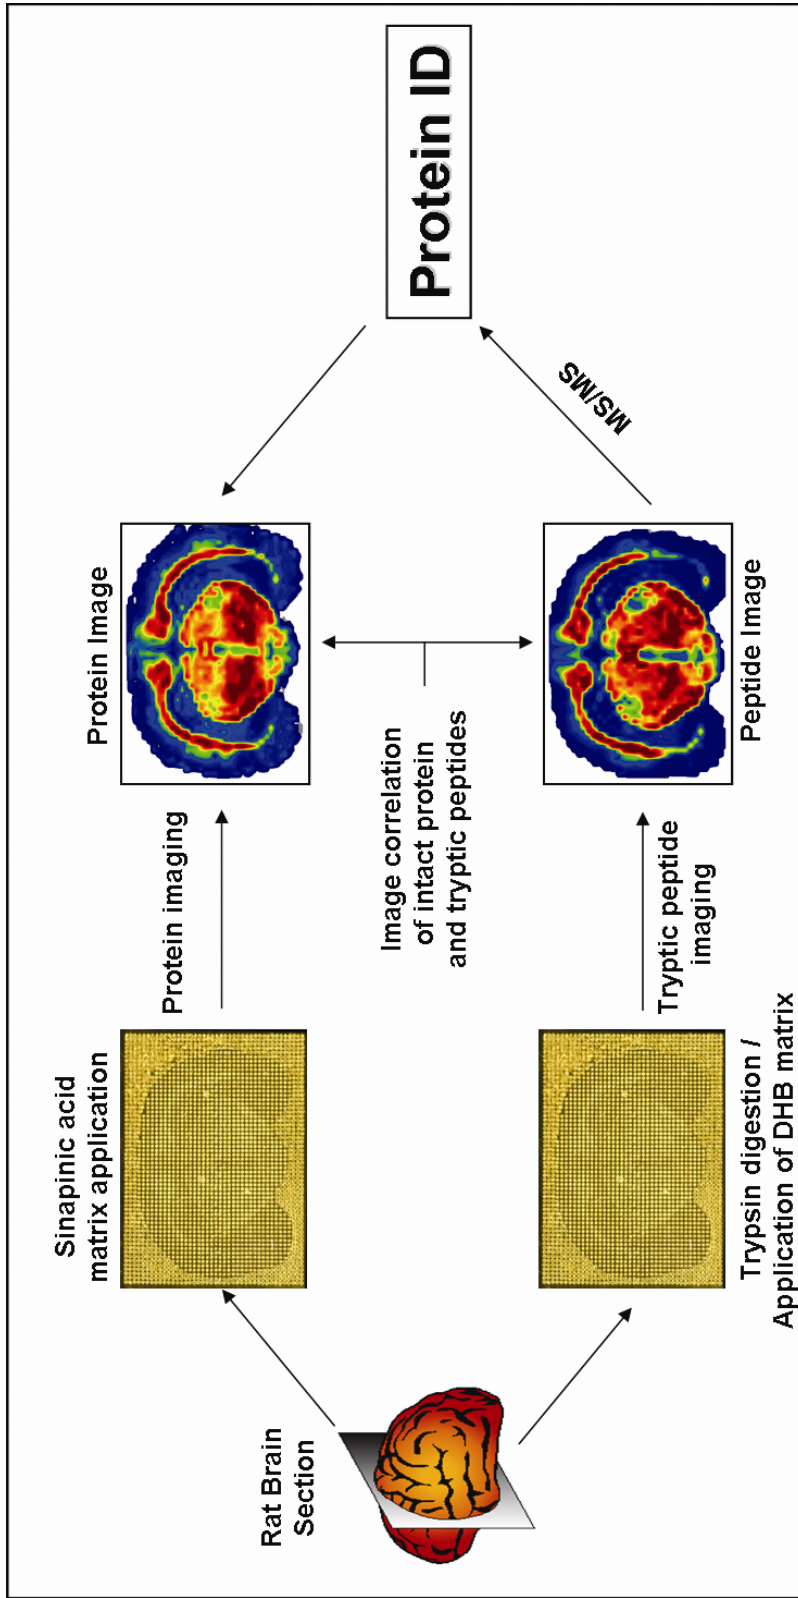 Rat Brain
Section
Sinapinic acid
matrix application
Trypsin digestion /
Application of DHB matrix
Protein imaging
Tryptic peptide
imaging
Protein Image
Image correlation
of intact protein
and tryptic peptides
Peptide Image
MS/MS
Protein ID